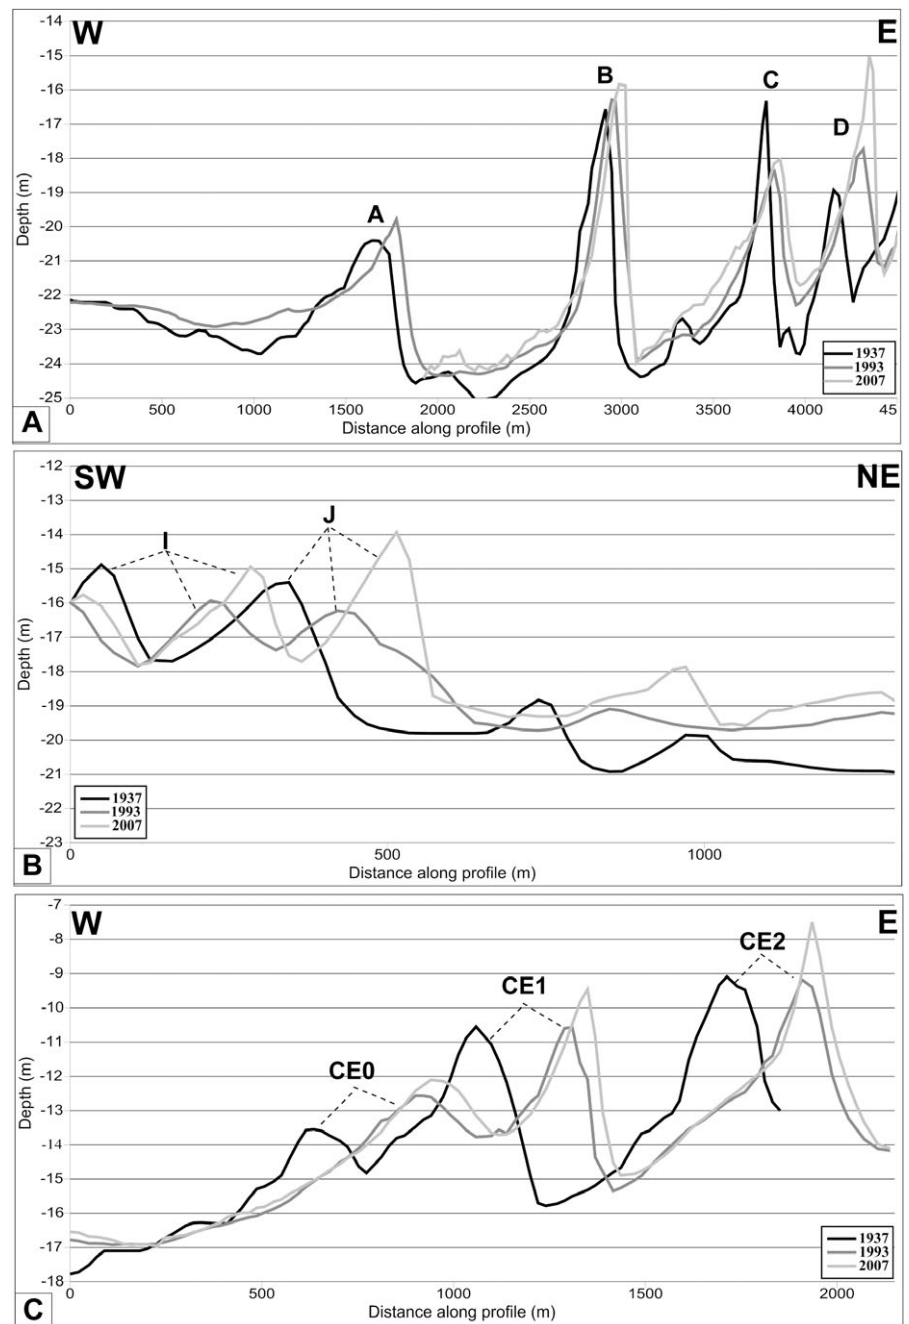 W
E
-14
-15
-16
-17
-18
-19
-20
-21
-22
-23
-24
-25
Depth (m)
A
B
C
D
1937
1993
2007
0
500
1000
1500
2000
2500
3000
3500
4000
45
Distance along profile (m)
A
SW
NE
-12
-13
-14
-15
-16
-17
-18
-19
-20
-21
-22
-23
Depth (m)
I
J
1937
1993
2007
0
500
1000
Distance along profile (m)
B
W
E
-7
-8
-9
-10
-11
-12
-13
-14
-15
-16
-17
-18
Depth (m)
CE0
CE1
CE2
1937
1993
2007
0
500
1000
1500
2000
Distance along profile (m)
C